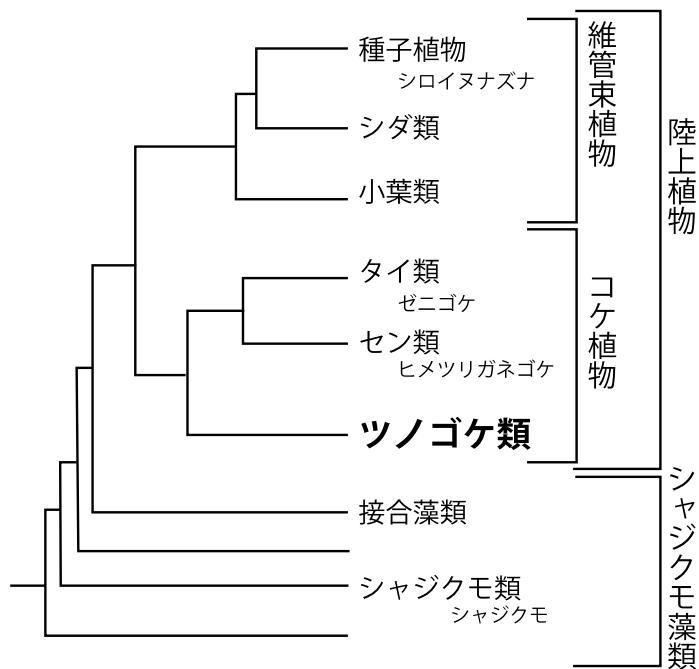 種子植物
シロイヌナズナ
シダ類
小葉類
タイ類
ゼニゴケ
セン類
ヒメツリガネゴケ
ツノゴケ類
接合藻類
シャジクモ類
シャジクモ
維管束植物
コケ植物
陸上植物
シャジクモ藻類